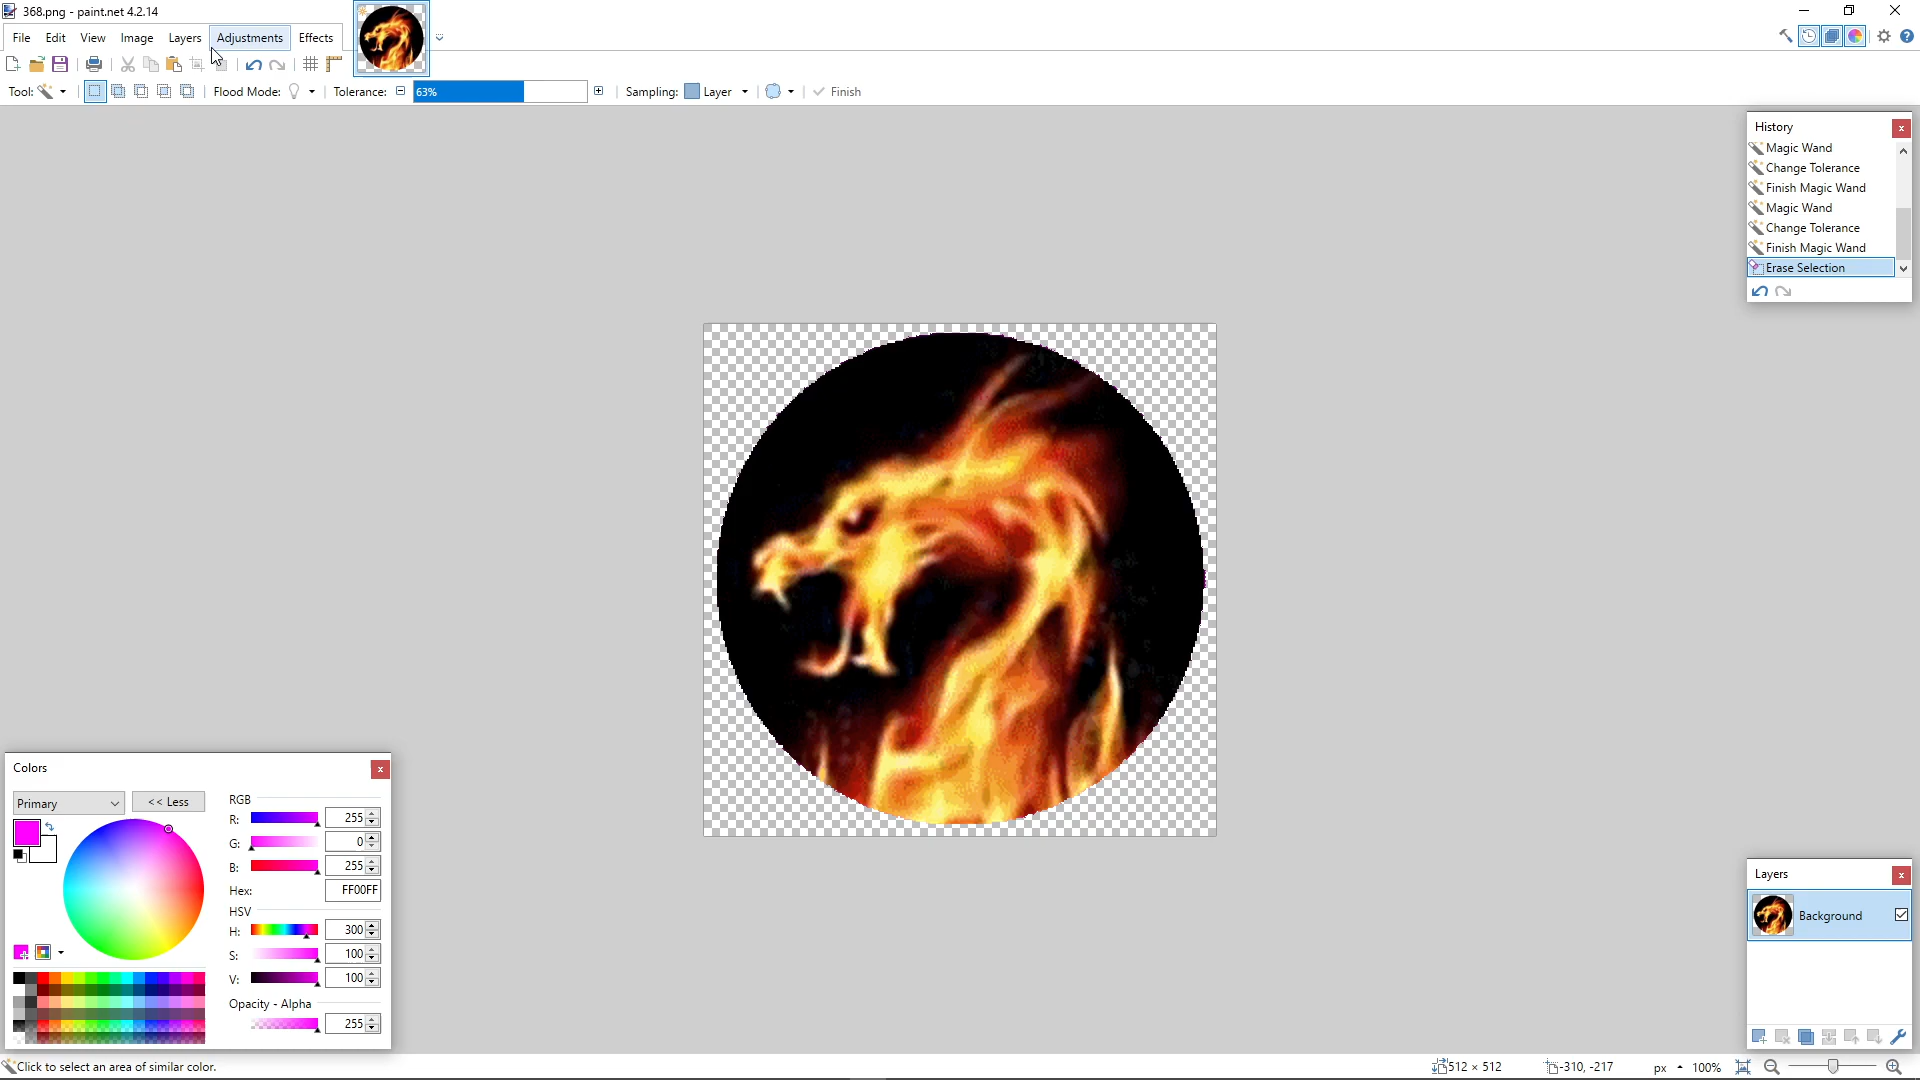 368.png - paint.net 4.2.14
File Edit View Image Layers Adjustments Effects
Tool: Flood Mode: Tolerance: 63% Sampling: Layer Finish
History
Magic Wand
Change Tolerance
Finish Magic Wand
Magic Wand
Change Tolerance
Finish Magic Wand
Erase Selection
Colors
Primary << Less
RGB
R: 255
G: 0
B: 255
Hex: FF00FF
HSV
H: 300
S: 100
V: 100
Opacity - Alpha
255
Layers
Background
Click to select an area of similar color. 512 × 512 -310, -217 px 100%